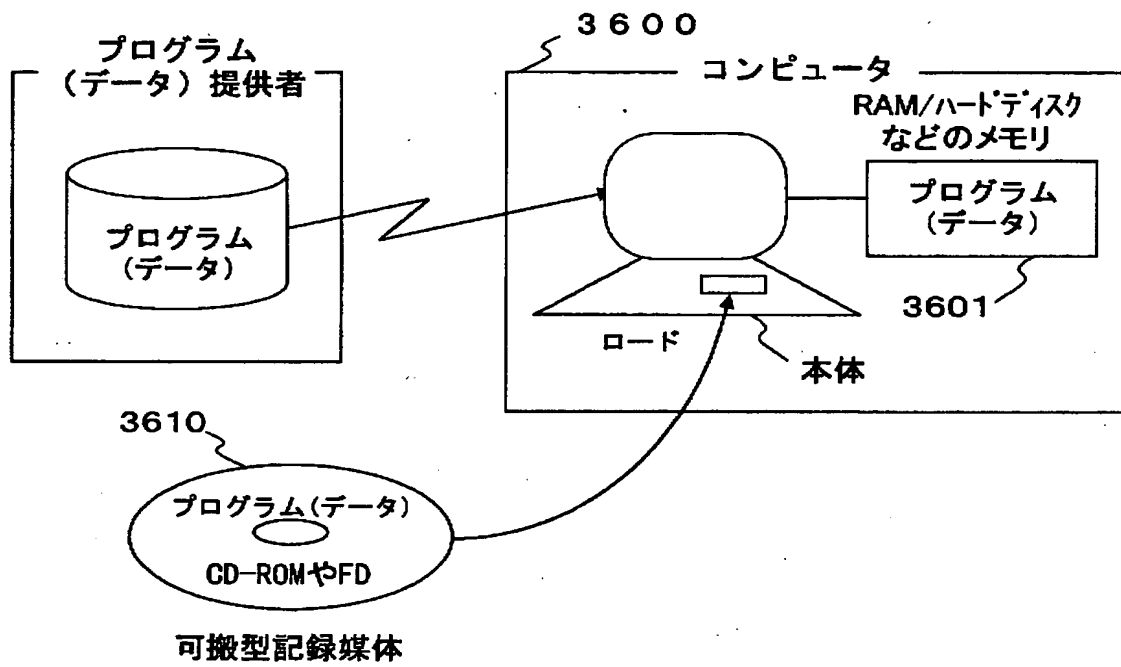 プログラム
(データ)提供者
プログラム
(データ)
3600
コンピュータ
RAM/ハードディスク
などのメモリ
プログラム
(データ)
3601
ロード
本体
3610
プログラム(データ)
CD-ROMやFD
可搬型記録媒体